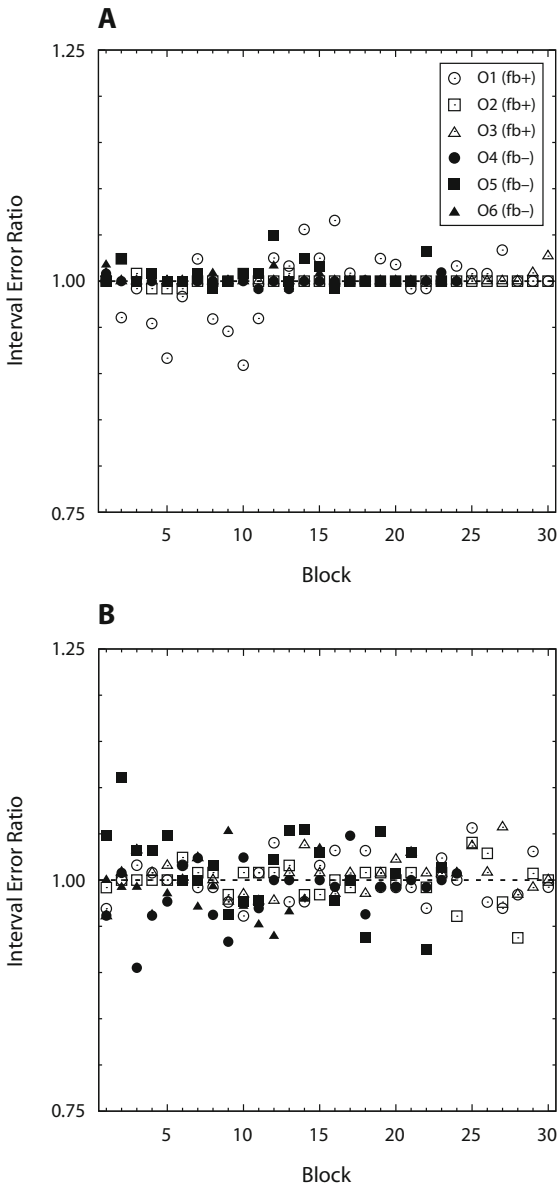 A
1.25
O1 (fb+)
O2 (fb+)
O3 (fb+)
O4 (fb–)
O5 (fb–)
O6 (fb–)
Interval Error Ratio
1.00
0.75
5 10 15 20 25 30
Block
B
1.25
Interval Error Ratio
1.00
0.75
5 10 15 20 25 30
Block